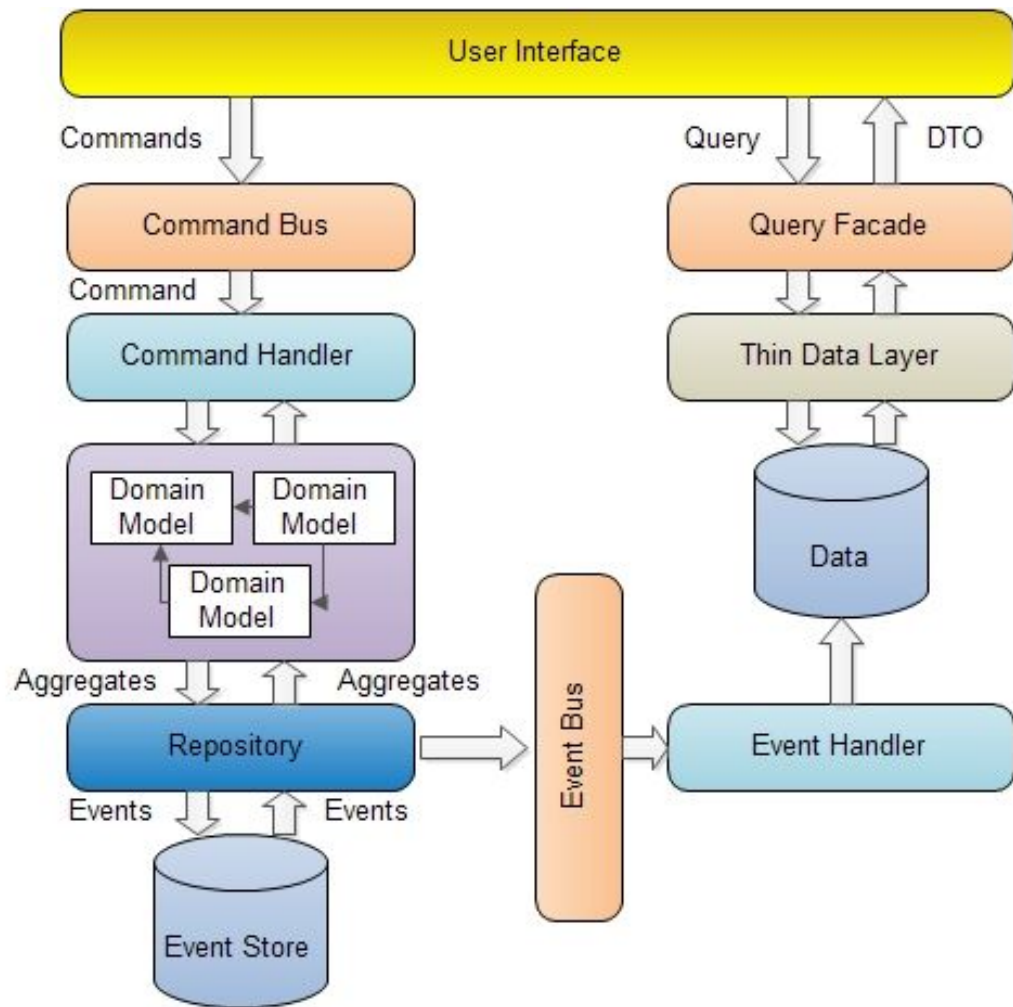 User Interface
Commands
Query
DTO
Command Bus
Query Facade
Command
Command Handler
Thin Data Layer
Domain
Model
Domain
Model
Domain
Model
Data
Aggregates
Aggregates
Repository
Event Bus
Event Handler
Events
Events
Event Store